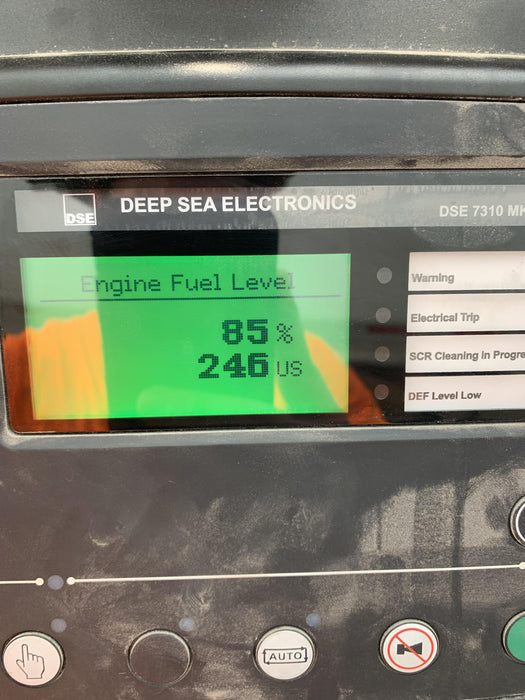 DSE
DEEP SEA ELECTRONICS
DSE 7310 MK
Engine Fuel Level
85 %
246 US
Warning
Electrical Trip
SCR Cleaning in Progre
DEF Level Low
AUTO